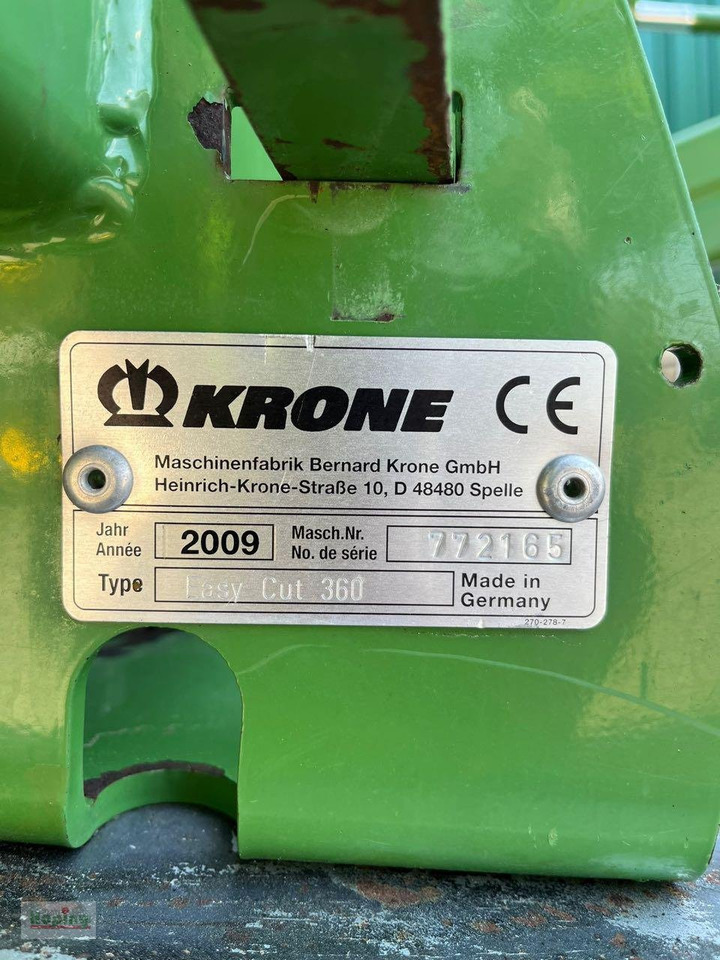 KRONE CE
Maschinenfabrik Bernard Krone GmbH
Heinrich-Krone-Straße 10, D 48480 Spelle
Jahr
Année
2009
Masch.Nr.
No. de série
772165
Type
Easy Cut 360
Made in
Germany
270-278-7